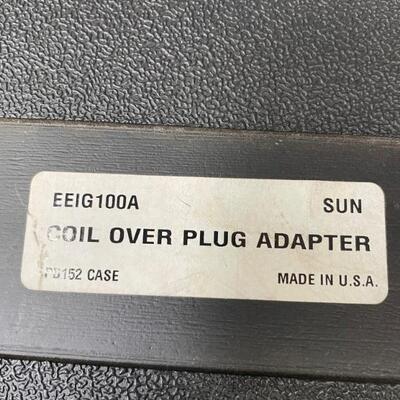 EEIG100A SUN
COIL OVER PLUG ADAPTER
PB152 CASE MADE IN U.S.A.